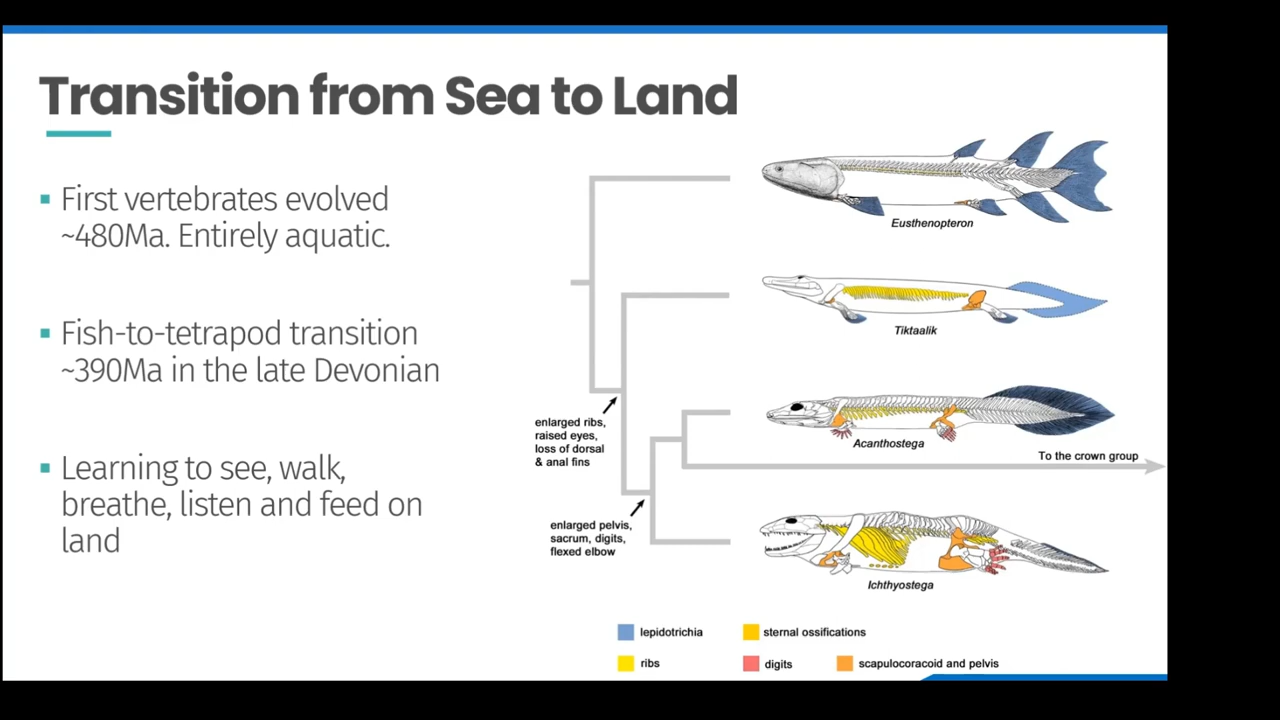 Transition from Sea to Land
First vertebrates evolved
~480Ma. Entirely aquatic.
Fish-to-tetrapod transition
~390Ma in the late Devonian
Learning to see, walk,
breathe, listen and feed on
land
Eusthenopteron
Tiktaalik
enlarged ribs,
raised eyes,
loss of dorsal
& anal fins
Acanthostega
To the crown group
enlarged pelvis,
sacrum, digits,
flexed elbow
Ichthyostega
lepidotrichia
sternal ossifications
ribs
digits
scapulocoracoid and pelvis